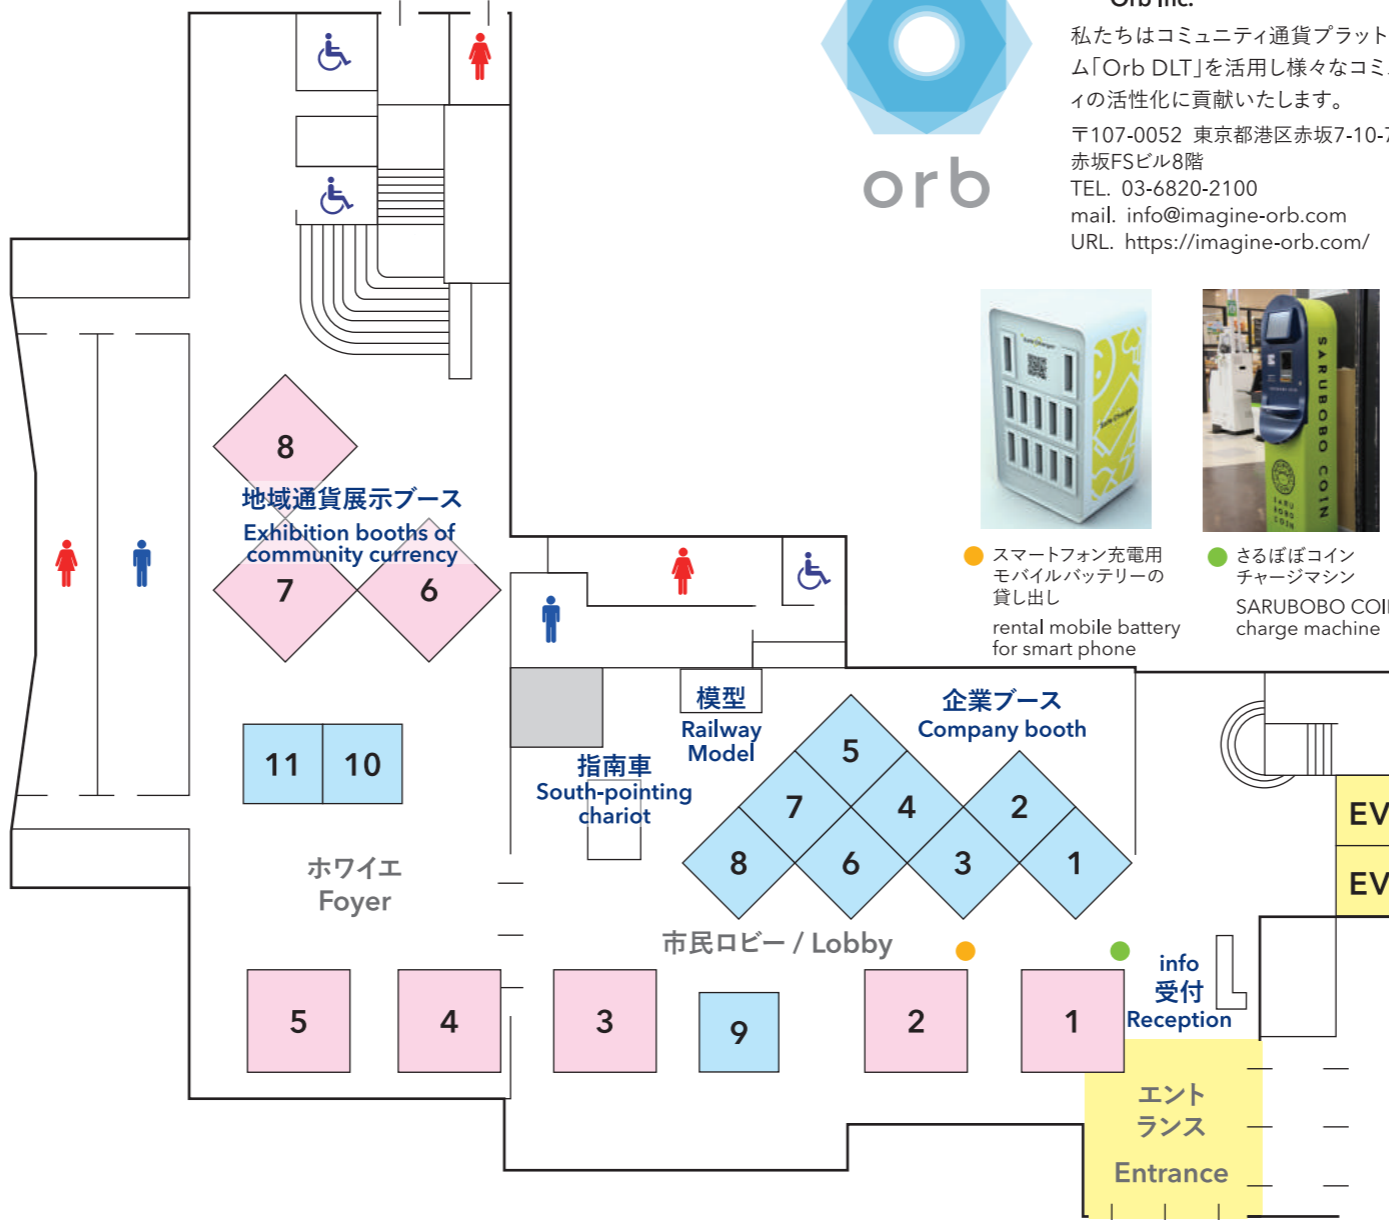 Orb Inc.
私たちはコミュニティ通貨プラット
ム「Orb DLT」を活用し様々なコミ
ィの活性化に貢献いたします。
〒107-0052 東京都港区赤坂7-10-7
赤坂FSビル8階
TEL. 03-6820-2100
mail. info@imagine-orb.com
URL. https://imagine-orb.com/
orb
SARUBOBO COIN
SARU
BOBO
COIN
スマートフォン充電用
モバイルバッテリーの
貸し出し
rental mobile battery
for smart phone
さるぼぼコイン
チャージマシン
SARUBOBO COI
charge machine
8
地域通貨展示ブース
Exhibition booths of
community currency
7
6
11
10
ホワイエ
Foyer
模型
Railway
Model
指南車
South-pointing
chariot
企業ブース
Company booth
5
7
4
2
8
6
3
1
EV
EV
市民ロビー / Lobby
info
受付
Reception
5
4
3
9
2
1
エント
ランス
Entrance